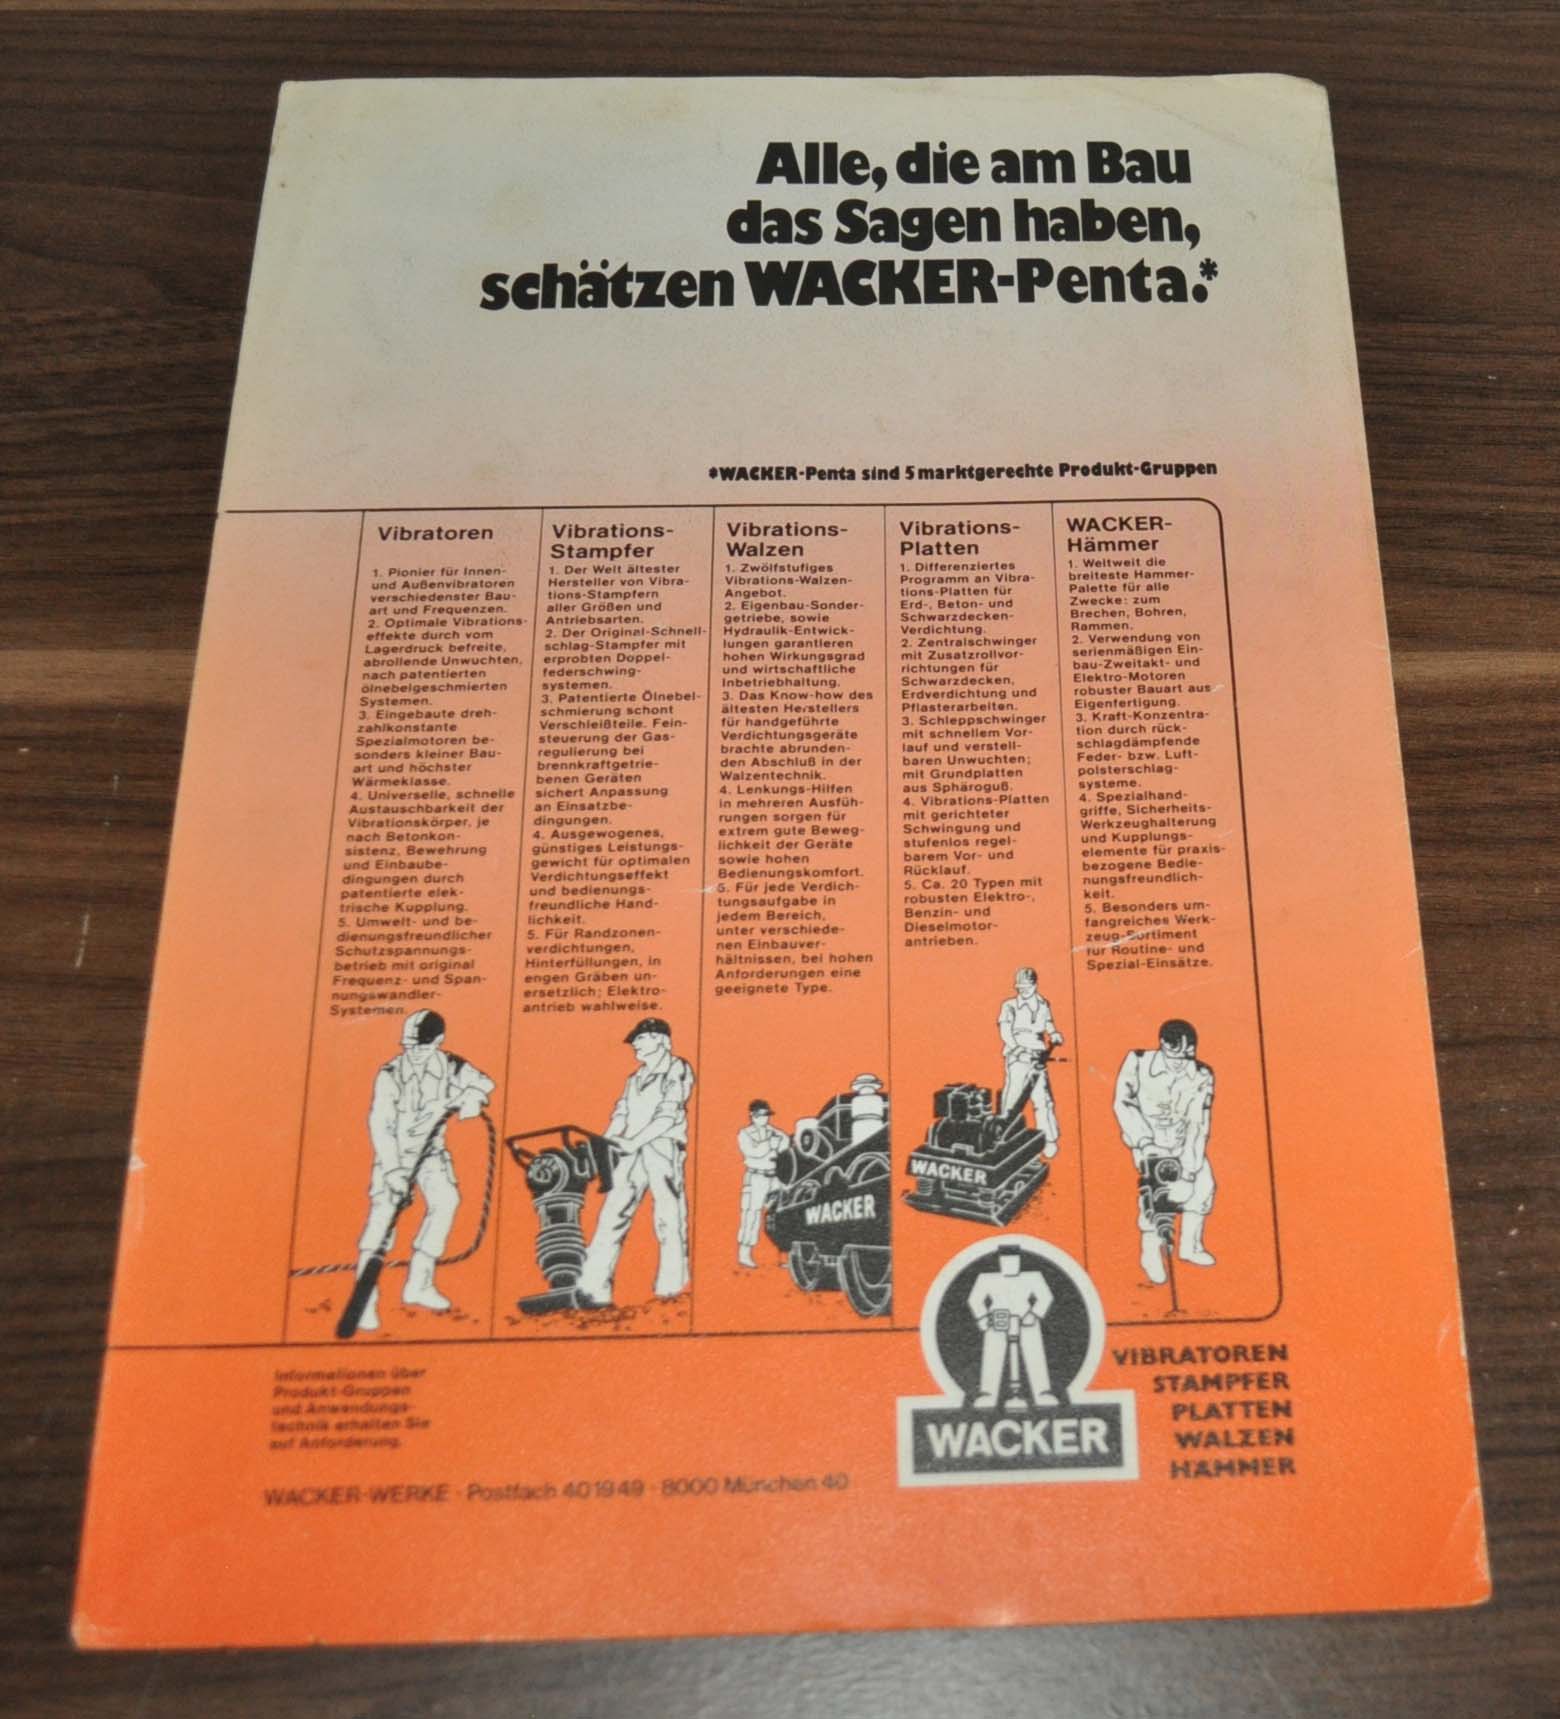 Alle, die am Bau
das Sagen haben,
schätzen WACKER-Penta.*
*WACKER-Penta sind 5 marktgerechte Produkt-Gruppen
Vibratoren
1. Pionier für Innen-
und Außenvibratoren
verschiedenster Bau-
art und Frequenzen.
2. Optimale Vibrations-
effekte durch vom
Lagerdruck befreite,
abrollende Unwuchten,
nach patentierten
ölnebelgeschmierten
Systemen.
3. Eingebaute dreh-
zahlkonstante
Spezialmotoren be-
sonders kleiner Bau-
art und höchster
Wärmeklasse.
4. Universelle, schnelle
Austauschbarkeit der
Vibrationskörper, je
nach Betonkon-
sistenz, Bewehrung
und Einbaube-
dingungen durch
patentierte elek-
trische Kupplung.
5. Umwelt- und be-
dienungsfreundlicher
Schutzspannungs-
betrieb mit original
Frequenz- und Span-
nungswandler-
Systemen.
Vibrations-
Stampfer
1. Der Welt ältester
Hersteller von Vibra-
tions-Stampfern
aller Größen und
Antriebsarten.
2. Der Original-Schnell-
schlag-Stampfer mit
erprobten Doppel-
federschwing-
systemen.
3. Patentierte Ölnebel-
schmierung schont
Verschleißteile. Fein-
steuerung der Gas-
regulierung bei
brennkraftgetrie-
benen Geräten
sichert Anpassung
an Einsatzbe-
dingungen.
4. Ausgewogenes,
günstiges Leistungs-
gewicht für optimalen
Verdichtungseffekt
und bedienungs-
freundliche Hand-
lichkeit.
5. Für Randzonen-
verdichtungen,
Hinterfüllungen, in
engen Gräben un-
ersetzlich; Elektro-
antrieb wahlweise.
Vibrations-
Walzen
1. Zwölfstufiges
Vibrations-Walzen-
Angebot.
2. Eigenbau-Sonder-
getriebe, sowie
Hydraulik-Entwick-
lungen garantieren
hohen Wirkungsgrad
und wirtschaftliche
Inbetriebhaltung.
3. Das Know-how des
ältesten Herstellers
für handgeführte
Verdichtungsgeräte
brachte abrunden-
den Abschluß in der
Walzentechnik.
4. Lenkungs-Hilfen
in mehreren Ausfüh-
rungen sorgen für
extrem gute Beweg-
lichkeit der Geräte
sowie hohen
Bedienungskomfort.
5. Für jede Verdich-
tungsaufgabe in
jedem Bereich,
unter verschiede-
nen Einbauver-
hältnissen, bei hohen
Anforderungen eine
geeignete Type.
Vibrations-
Platten
1. Differenziertes
Programm an Vibra-
tions-Platten für
Erd-, Beton- und
Schwarzdecken-
Verdichtung.
2. Zentralschwinger
mit Zusatzrollvor-
richtungen für
Schwarzdecken,
Erdverdichtung und
Pflasterarbeiten.
3. Schleppschwinger
mit schnellem Vor-
lauf und verstell-
baren Unwuchten;
mit Grundplatten
aus Sphäroguß.
4. Vibrations-Platten
mit gerichteter
Schwingung und
stufenlos regel-
barem Vor- und
Rücklauf.
5. Ca. 20 Typen mit
robusten Elektro-,
Benzin- und
Dieselmotor-
antrieben.
WACKER-
Hämmer
1. Weltweit die
breiteste Hammer-
Palette für alle
Zwecke: zum
Brechen, Bohren,
Rammen.
2. Verwendung von
serienmäßigen Ein-
bau-Zweitakt- und
Elektro-Motoren
robuster Bauart aus
Eigenfertigung.
3. Kraft-Konzentra-
tion durch rück-
schlagdämpfende
Feder- bzw. Luft-
polsterschlag-
systeme.
4. Spezialhand-
griffe, Sicherheits-
Werkzeughalterung
und Kupplungs-
elemente für praxis-
bezogene Bedie-
nungsfreundlich-
keit.
5. Besonders um-
fangreiches Werk-
zeug-Sortiment
für Routine- und
Spezial-Einsätze.
WACKER
WACKER
WACKER
VIBRATOREN
STAMPFER
PLATTEN
WALZEN
HÄMMER
Informationen über
Produkt-Gruppen
und Anwendungs-
technik erhalten Sie
auf Anforderung.
WACKER-WERKE · Postfach 401949 · 8000 München 40